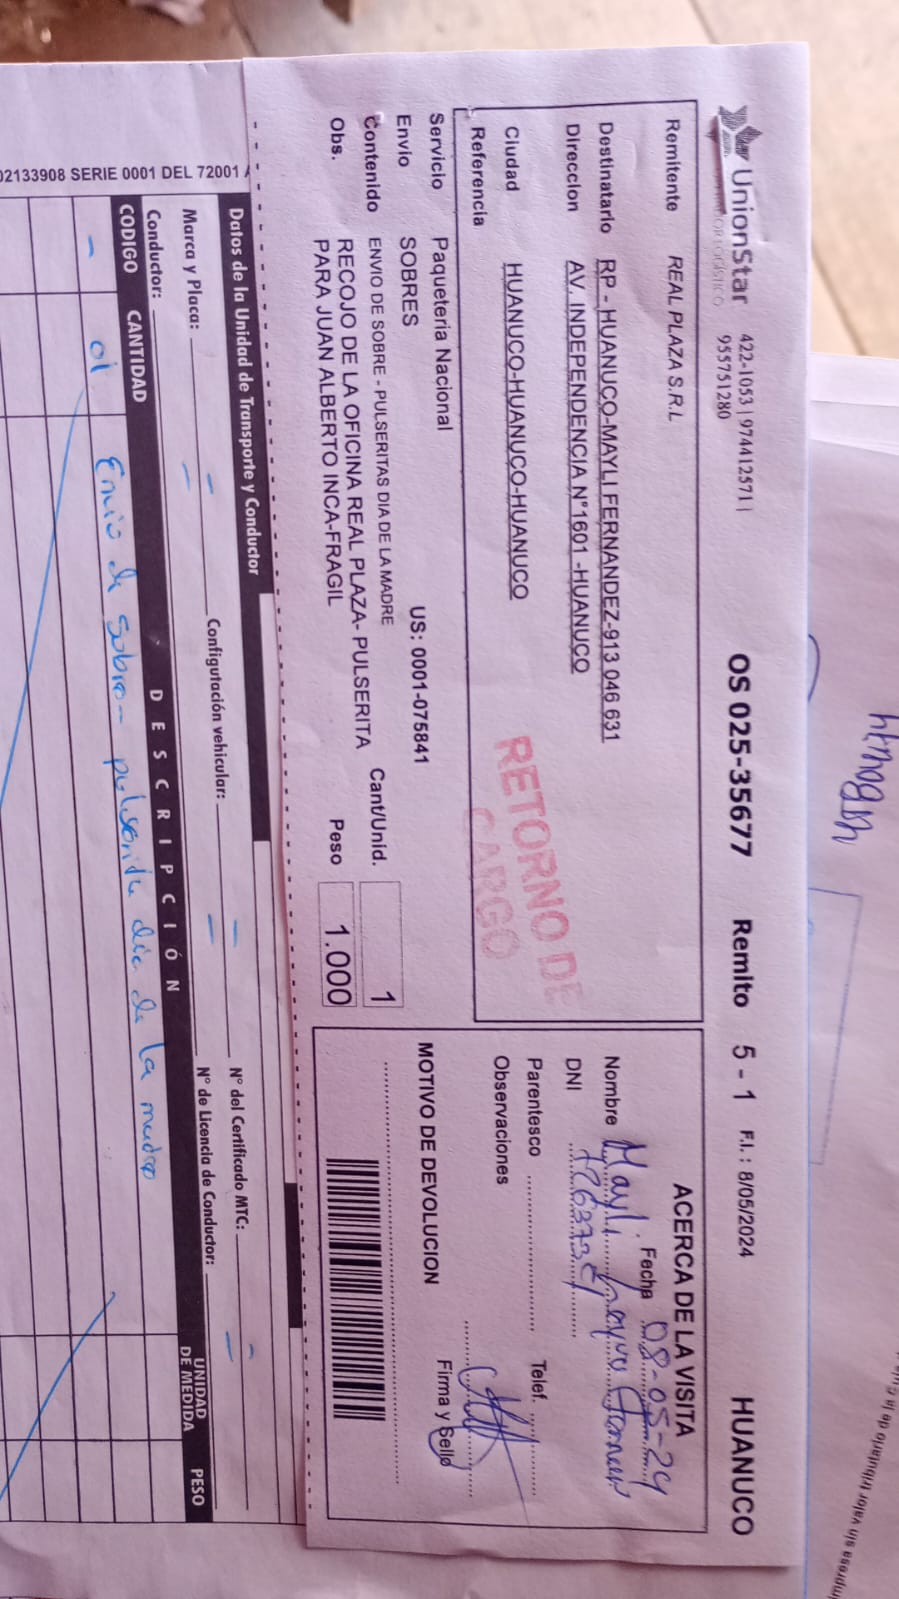 UnionStar
422-1053 | 974412571 |
955751280
OS 025-35677 Remito 5 - 1 F.I.: 8/05/2024 HUANUCO
Remitente REAL PLAZA S.R.L
Destinatario RP - HUANUCO-MAYLI FERNANDEZ-913 046 631
Direccion AV. INDEPENDENCIA N°1601 -HUANUCO
Ciudad HUANUCO-HUANUCO-HUANUCO
Referencia
RETORNO DE
CARGO
Servicio Paqueteria Nacional
Envio SOBRES US: 0001-075841
Contenido ENVIO DE SOBRE - PULSERITAS DIA DE LA MADRE Cant/Unid. 1
Obs. RECOJO DE LA OFICINA REAL PLAZA- PULSERITA
PARA JUAN ALBERTO INCA-FRAGIL Peso 1.000
ACERCA DE LA VISITA
Fecha 08-05-24
Nombre Mayli
DNI
Parentesco Telef.
Observaciones
Firma y Sello
MOTIVO DE DEVOLUCION
02133908 SERIE 0001 DEL 72001 A
Datos de la Unidad de Transporte y Conductor
Marca y Placa: - Configutación vehicular: - N° del Certificado MTC: -
Conductor: - N° de Licencia de Conductor: -
CODIGO CANTIDAD DESCRIPCIÓN UNIDAD DE MEDIDA PESO
- 01 Envio de Sobre - pulserita dia de la madre